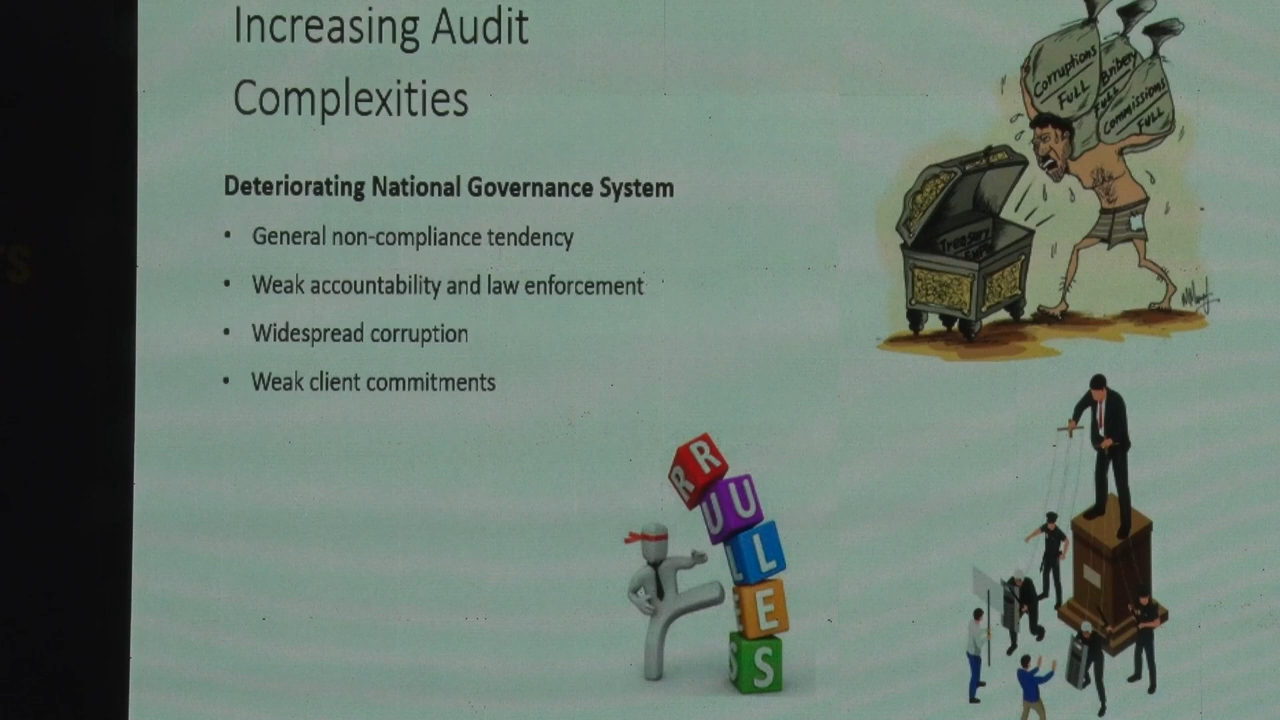 Increasing Audit
Complexities
Deteriorating National Governance System
• General non-compliance tendency
• Weak accountability and law enforcement
• Widespread corruption
• Weak client commitments
Corruptions
FULL
Bribery
FULL
Commissions
FULL
Treasury
R R
U U
L L
E E
S S